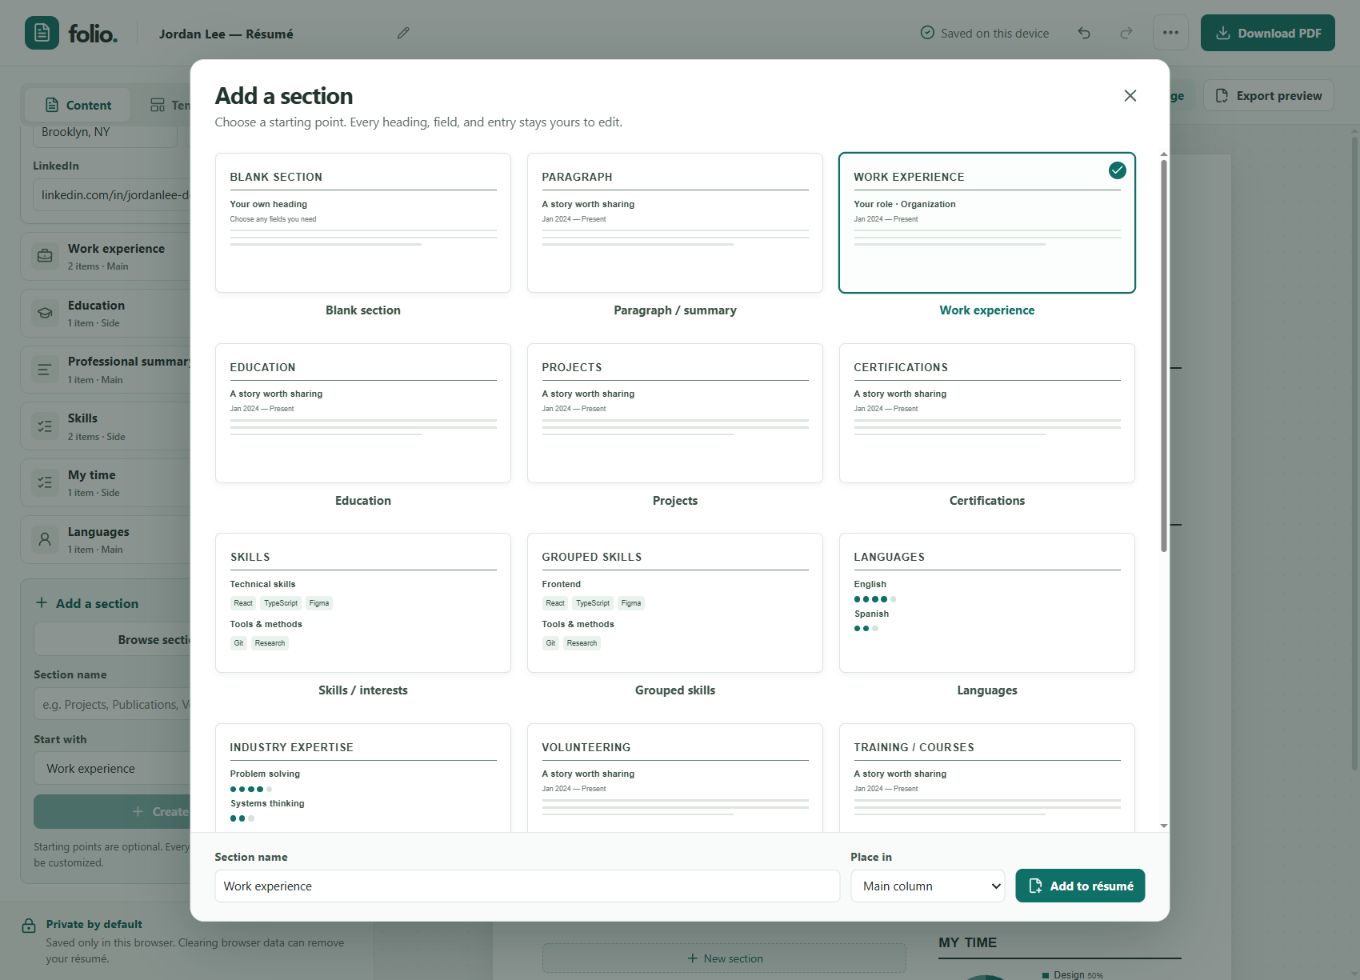 folio.
Jordan Lee — Résumé
Saved on this device
Download PDF
Content
Export preview
Brooklyn, NY
LinkedIn
Work experience
2 items · Main
Education
1 item · Side
Professional summary
1 item · Main
Skills
2 items · Side
My time
1 item · Side
Languages
1 item · Main
Add a section
Browse
Section name
e.g. Projects, Publications,
Start with
Work experience
Create
Starting points are optional. Every
be customized.
Private by default
Saved only in this browser. Clearing browser data can remove
your résumé.
Add a section
Choose a starting point. Every heading, field, and entry stays yours to edit.
BLANK SECTION
Your own heading
Choose any fields you need
Blank section
PARAGRAPH
A story worth sharing
Jan 2024 — Present
Paragraph / summary
WORK EXPERIENCE
Your role · Organization
Jan 2024 — Present
Work experience
EDUCATION
A story worth sharing
Jan 2024 — Present
Education
PROJECTS
A story worth sharing
Jan 2024 — Present
Projects
CERTIFICATIONS
A story worth sharing
Jan 2024 — Present
Certifications
SKILLS
Technical skills
React TypeScript Figma
Tools & methods
Git Research
Skills / interests
GROUPED SKILLS
Frontend
React TypeScript Figma
Tools & methods
Git Research
Grouped skills
LANGUAGES
English
Spanish
Languages
INDUSTRY EXPERTISE
Problem solving
Systems thinking
VOLUNTEERING
A story worth sharing
Jan 2024 — Present
TRAINING / COURSES
A story worth sharing
Jan 2024 — Present
Section name
Work experience
Place in
Main column
Add to résumé
New section
MY TIME
Design 50%